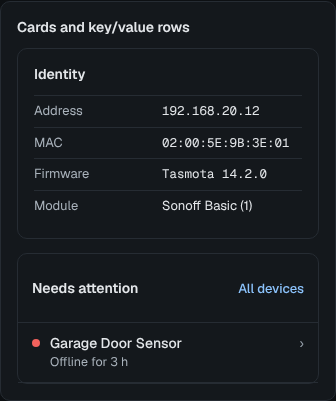 Cards and key/value rows
Identity
Address 192.168.20.12
MAC 02:00:5E:9B:3E:01
Firmware Tasmota 14.2.0
Module Sonoff Basic (1)
Needs attention All devices
Garage Door Sensor ›
Offline for 3 h